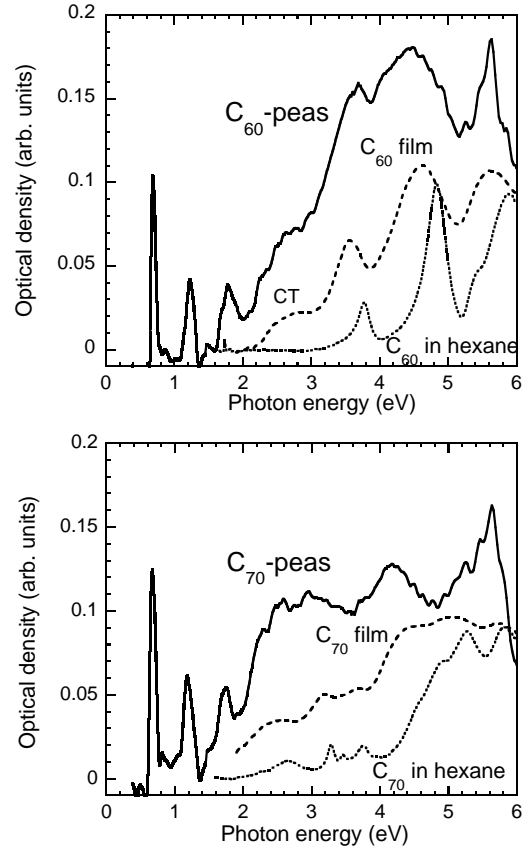 0.2
0.15
0.1
0.05
0
Optical density (arb. units)
C60-peas
C60 film
CT
C60 in hexane
0 1 2 3 4 5 6
Photon energy (eV)
0.2
0.15
0.1
0.05
0
Optical density (arb. units)
C70-peas
C70 film
C70 in hexane
0 1 2 3 4 5 6
Photon energy (eV)